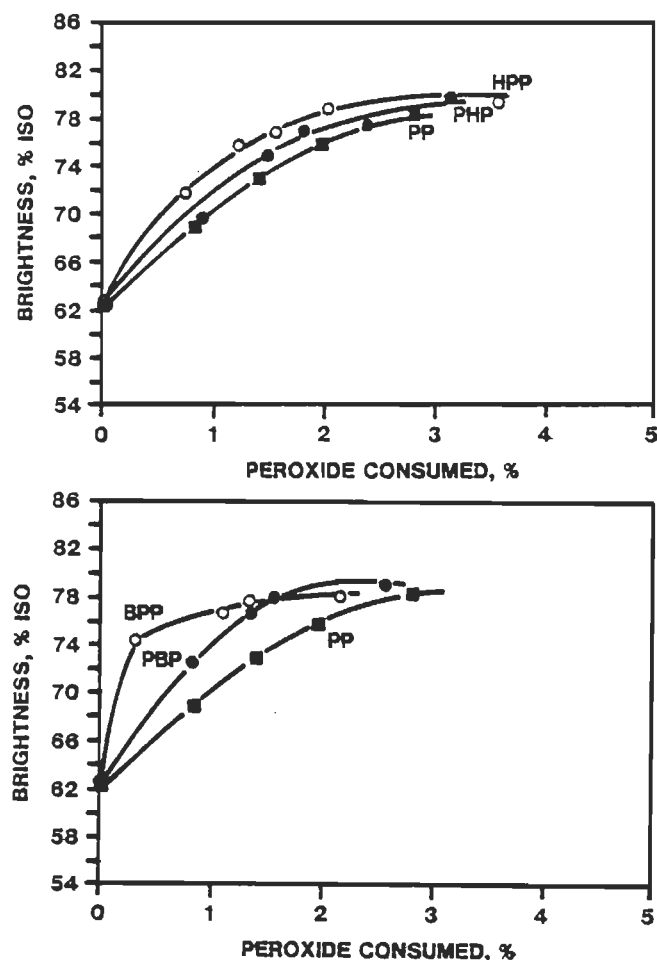 86
82
78
74
70
66
62
58
54
BRIGHTNESS, % ISO
HPP
PHP
PP
0 1 2 3 4 5
PEROXIDE CONSUMED, %
86
82
78
74
70
66
62
58
54
BRIGHTNESS, % ISO
BPP
PBP
PP
0 1 2 3 4 5
PEROXIDE CONSUMED, %